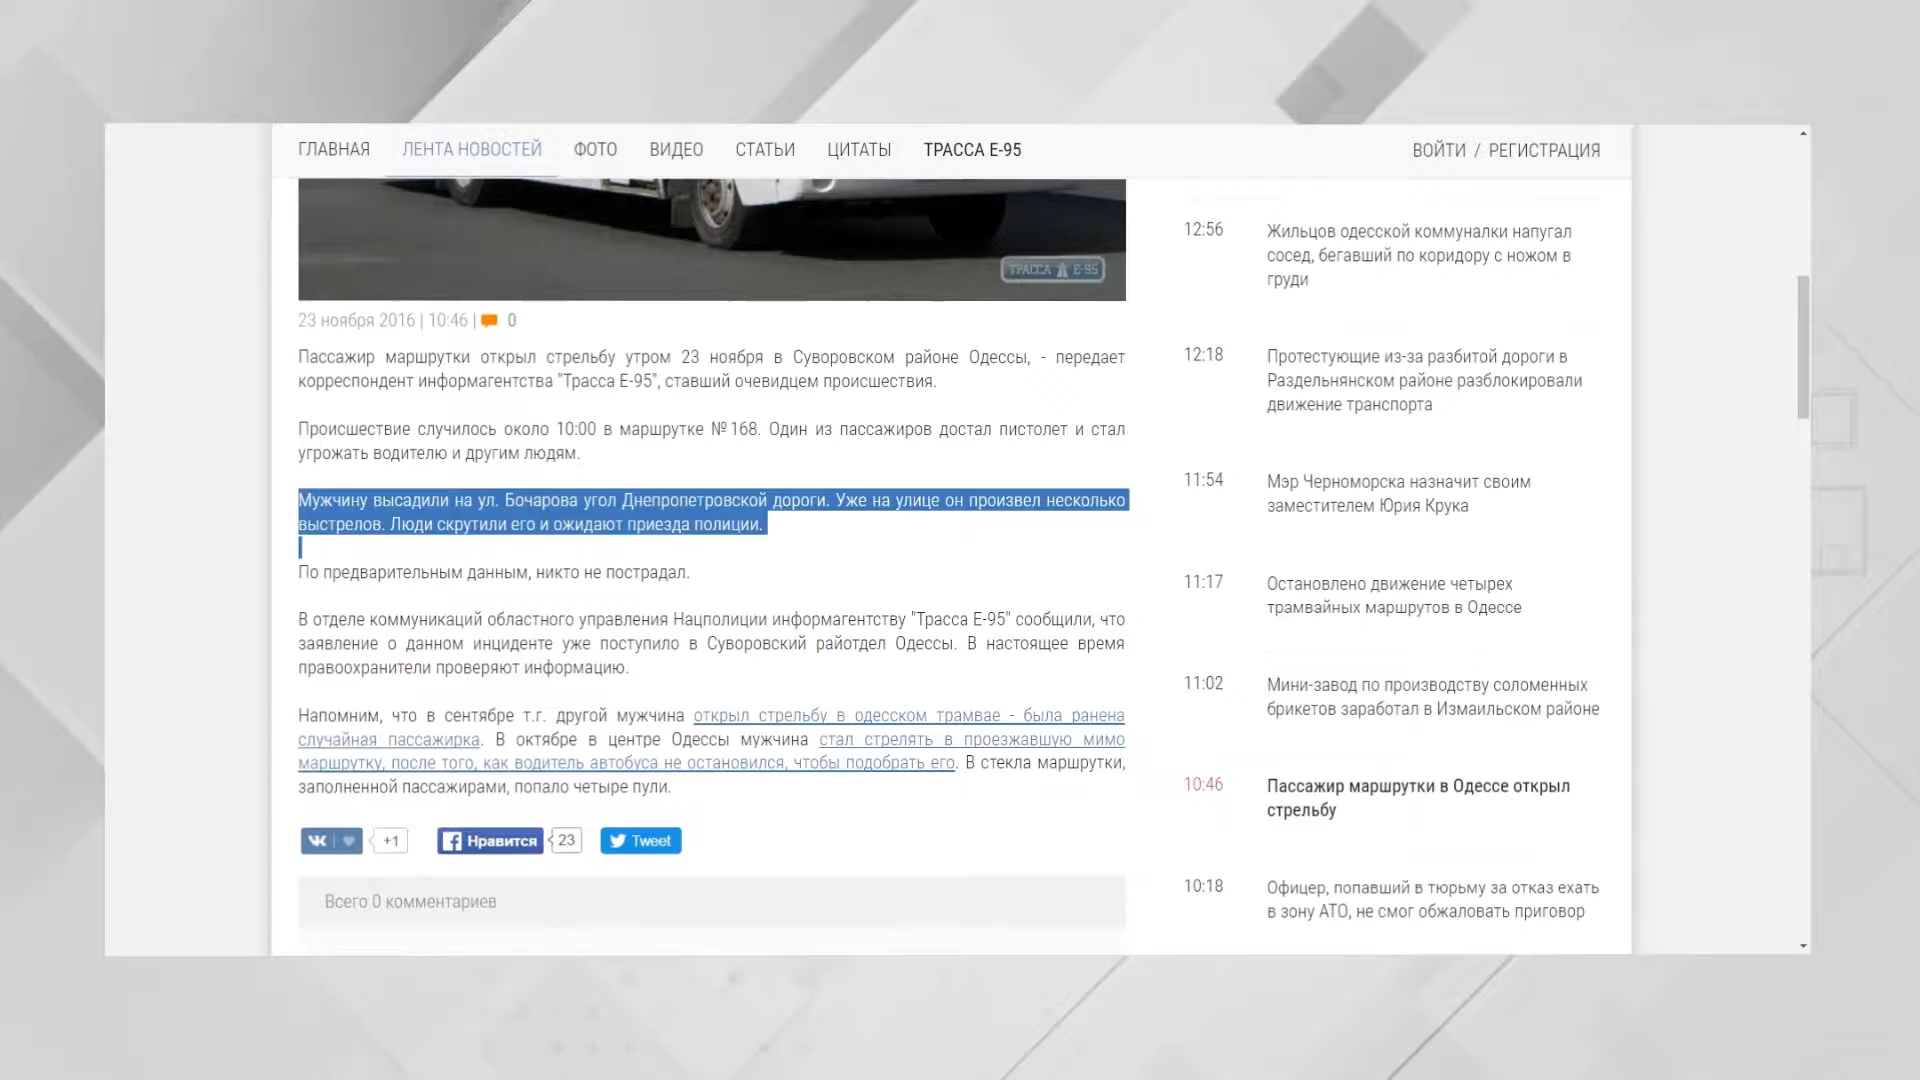 ГЛАВНАЯ ЛЕНТА НОВОСТЕЙ ФОТО ВИДЕО СТАТЬИ ЦИТАТЫ ТРАССА Е-95 ВОЙТИ / РЕГИСТРАЦИЯ
ТРАССА Е-95
23 ноября 2016 | 10:46 | 0
Пассажир маршрутки открыл стрельбу утром 23 ноября в Суворовском районе Одессы, - передает
корреспондент информагентства "Трасса Е-95", ставший очевидцем происшествия.
Происшествие случилось около 10:00 в маршрутке №168. Один из пассажиров достал пистолет и стал
угрожать водителю и другим людям.
Мужчину высадили на ул. Бочарова угол Днепропетровской дороги. Уже на улице он произвел несколько
выстрелов. Люди скрутили его и ожидают приезда полиции.
По предварительным данным, никто не пострадал.
В отделе коммуникаций областного управления Нацполиции информагентству "Трасса Е-95" сообщили, что
заявление о данном инциденте уже поступило в Суворовский райотдел Одессы. В настоящее время
правоохранители проверяют информацию.
Напомним, что в сентябре т.г. другой мужчина открыл стрельбу в одесском трамвае - была ранена
случайная пассажирка. В октябре в центре Одессы мужчина стал стрелять в проезжавшую мимо
маршрутку, после того, как водитель автобуса не остановился, чтобы подобрать его. В стекла маршрутки,
заполненной пассажирами, попало четыре пули.
+1 Нравится 23 Tweet
Всего 0 комментариев
12:56 Жильцов одесской коммуналки напугал
сосед, бегавший по коридору с ножом в
груди
12:18 Протестующие из-за разбитой дороги в
Раздельнянском районе разблокировали
движение транспорта
11:54 Мэр Черноморска назначит своим
заместителем Юрия Крука
11:17 Остановлено движение четырех
трамвайных маршрутов в Одессе
11:02 Мини-завод по производству соломенных
брикетов заработал в Измаильском районе
10:46 Пассажир маршрутки в Одессе открыл
стрельбу
10:18 Офицер, попавший в тюрьму за отказ ехать
в зону АТО, не смог обжаловать приговор